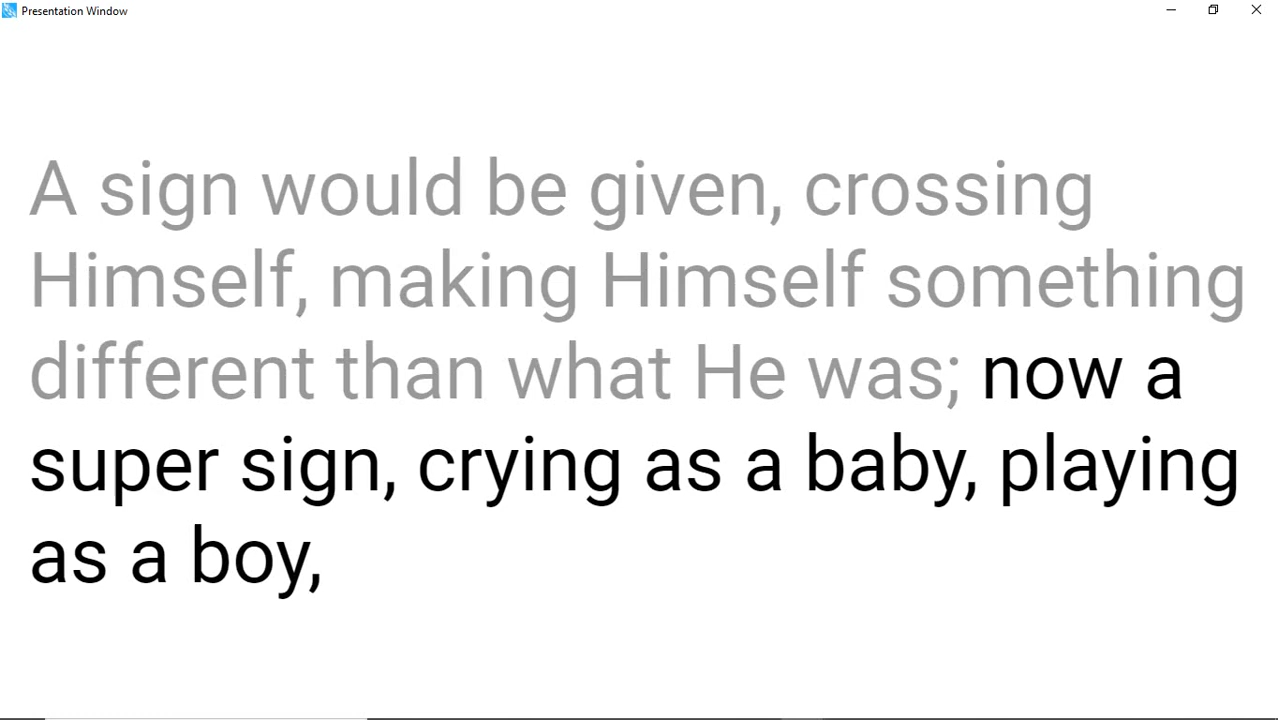 Presentation Window
A sign would be given, crossing
Himself, making Himself something
different than what He was; now a
super sign, crying as a baby, playing
as a boy,